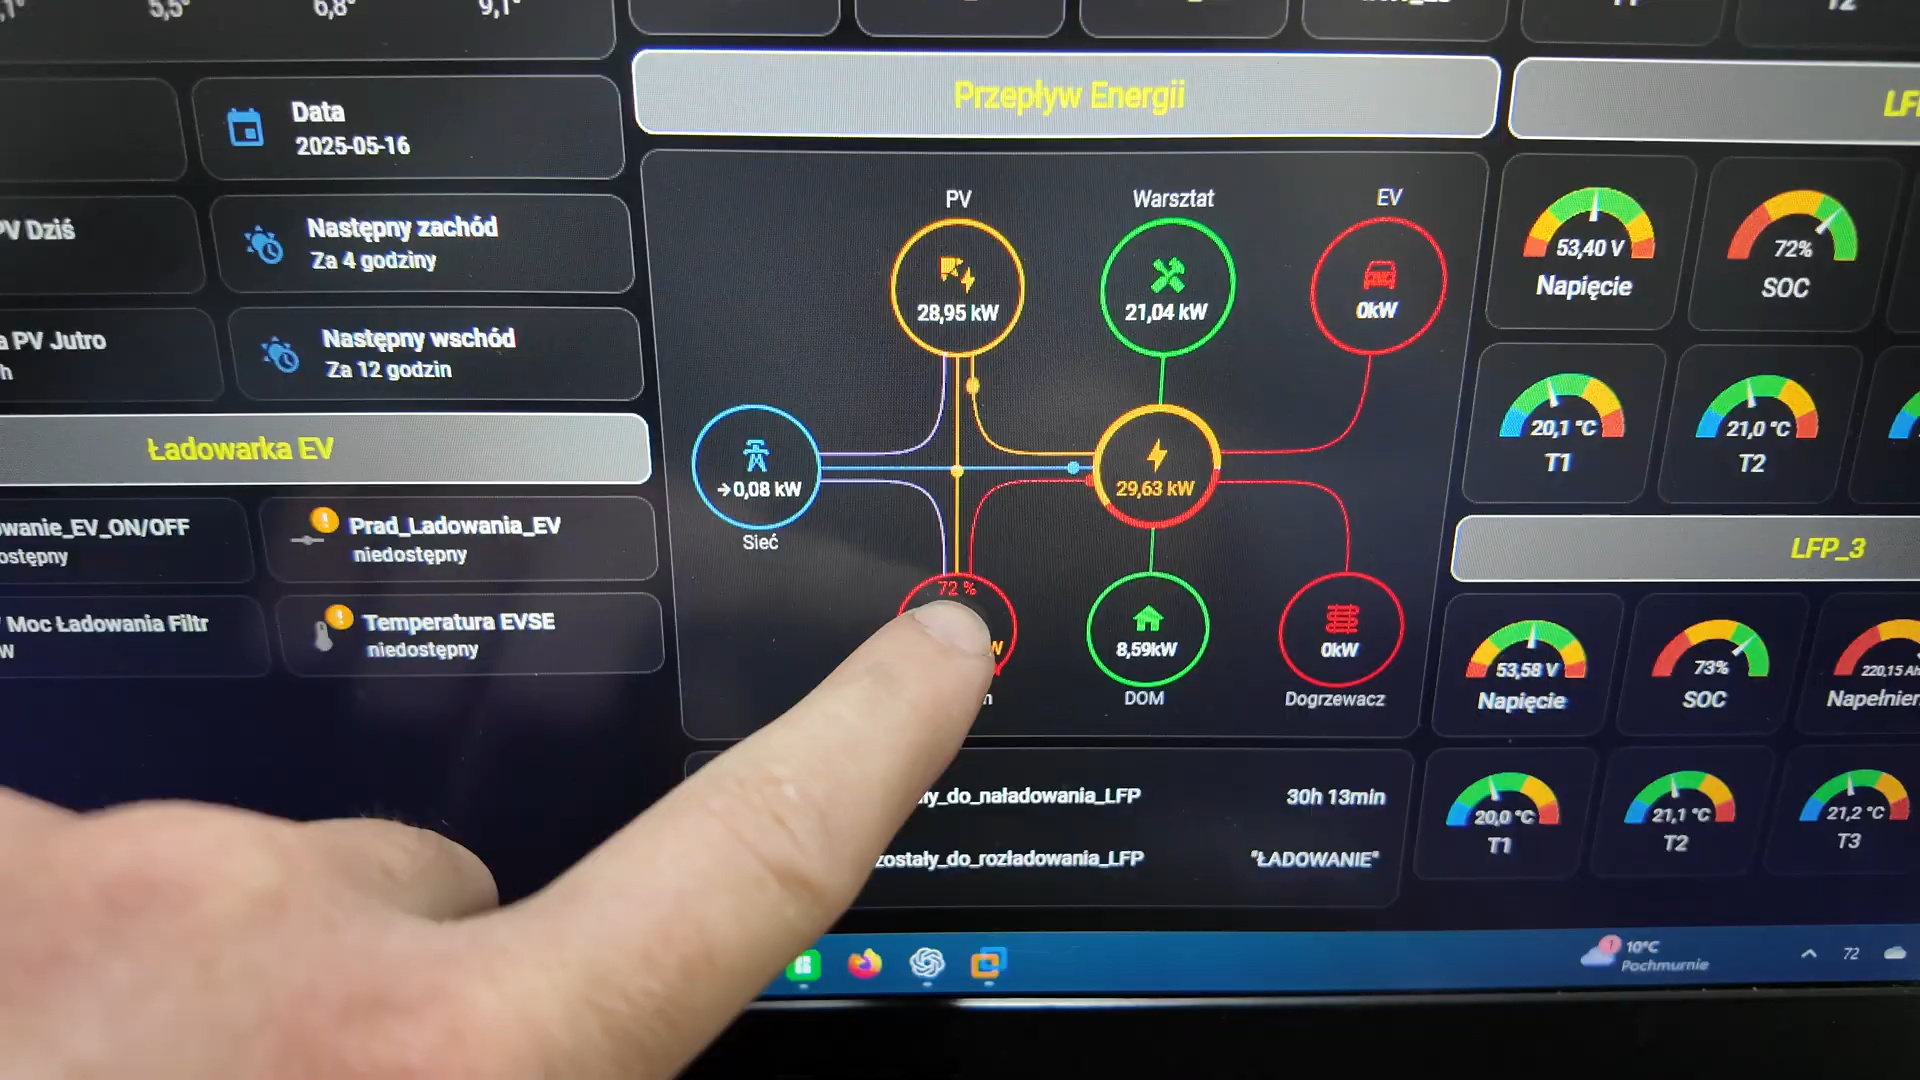 5,5°
6,8°
9,1°
Data
2025-05-16
PV Dziś
Następny zachód
Za 4 godziny
PV Jutro
Następny wschód
Za 12 godzin
Ładowarka EV
EV_ON/OFF
Prad_Ladowania_EV
niedostępny
Moc Ładowania Filtr
Temperatura EVSE
niedostępny
Przepływ Energii
PV
28,95 kW
Warsztat
21,04 kW
EV
0kW
→0,08 kW
Sieć
29,63 kW
72 %
8,59kW
DOM
0kW
Dogrzewacz
do_naładowania_LFP
30h 13min
do_rozładowania_LFP
"ŁADOWANIE"
53,40 V
Napięcie
72%
SOC
20,1 °C
T1
21,0 °C
T2
LFP_3
53,58 V
Napięcie
73%
SOC
220,15 Ah
20,0 °C
T1
21,1 °C
T2
21,2 °C
T3
1
10°C
Pochmurnie
72